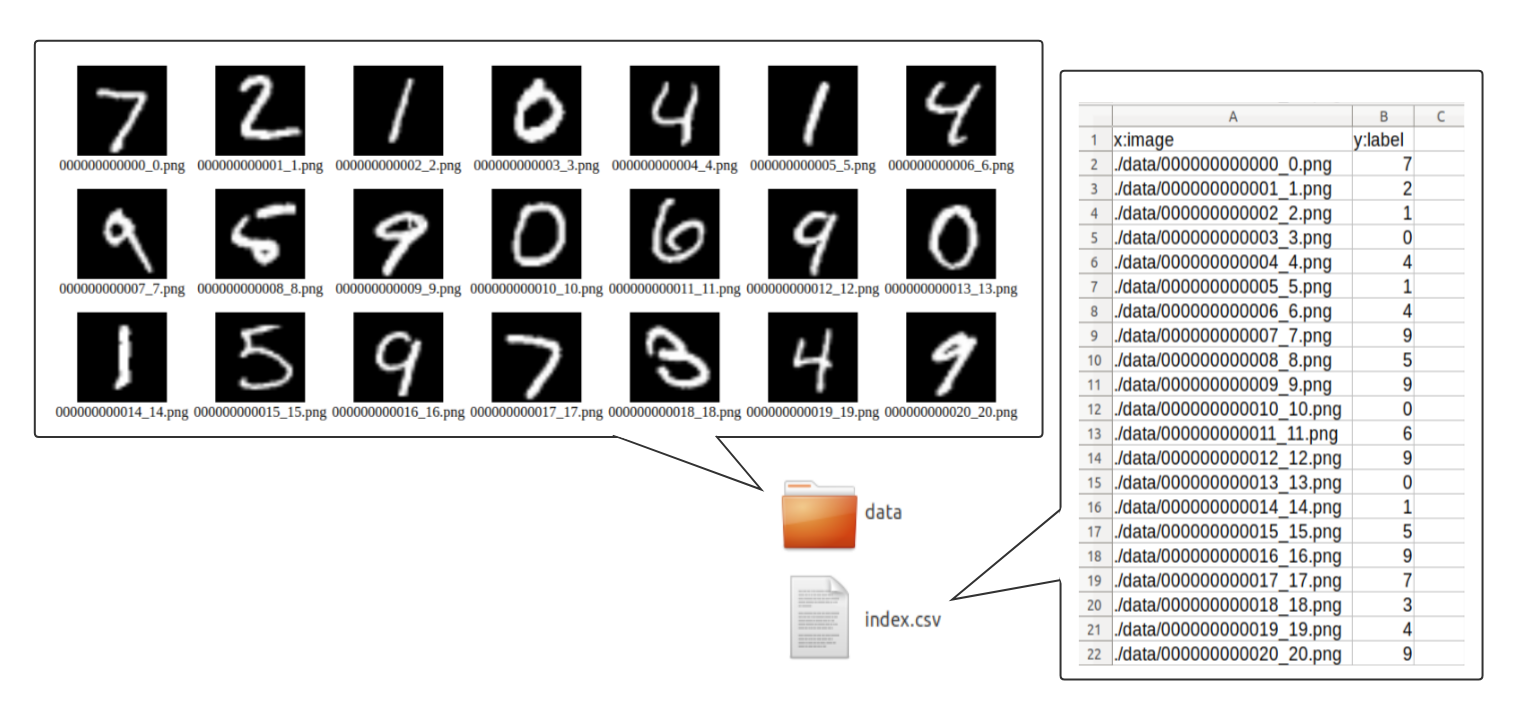 7 2 1 0 4 1 4
000000000000_0.png 000000000001_1.png 000000000002_2.png 000000000003_3.png 000000000004_4.png 000000000005_5.png 000000000006_6.png
9 5 9 0 6 9 0
000000000007_7.png 000000000008_8.png 000000000009_9.png 000000000010_10.png 000000000011_11.png 000000000012_12.png 000000000013_13.png
1 5 9 7 3 4 9
000000000014_14.png 000000000015_15.png 000000000016_16.png 000000000017_17.png 000000000018_18.png 000000000019_19.png 000000000020_20.png
data
index.csv
A B C
1 x:image y:label
2 ./data/000000000000_0.png 7
3 ./data/000000000001_1.png 2
4 ./data/000000000002_2.png 1
5 ./data/000000000003_3.png 0
6 ./data/000000000004_4.png 4
7 ./data/000000000005_5.png 1
8 ./data/000000000006_6.png 4
9 ./data/000000000007_7.png 9
10 ./data/000000000008_8.png 5
11 ./data/000000000009_9.png 9
12 ./data/000000000010_10.png 0
13 ./data/000000000011_11.png 6
14 ./data/000000000012_12.png 9
15 ./data/000000000013_13.png 0
16 ./data/000000000014_14.png 1
17 ./data/000000000015_15.png 5
18 ./data/000000000016_16.png 9
19 ./data/000000000017_17.png 7
20 ./data/000000000018_18.png 3
21 ./data/000000000019_19.png 4
22 ./data/000000000020_20.png 9